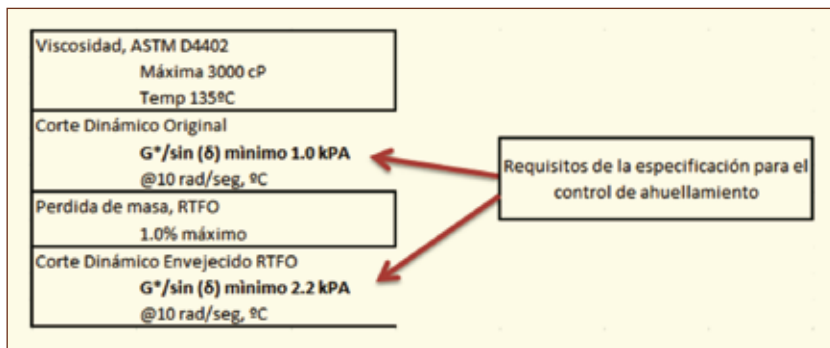 Viscosidad, ASTM D4402
Máxima 3000 cP
Temp 135ºC
Corte Dinámico Original
G*/sin (δ) mìnimo 1.0 kPA
@10 rad/seg, ºC
Perdida de masa, RTFO
1.0% máximo
Corte Dinámico Envejecido RTFO
G*/sin (δ) mìnimo 2.2 kPA
@10 rad/seg, ºC
Requisitos de la especificación para el
control de ahuellamiento